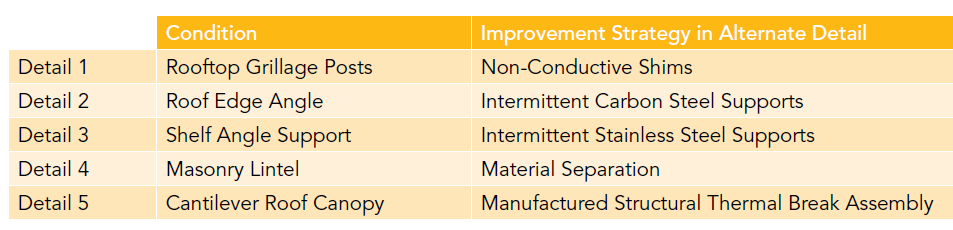 Condition Improvement Strategy in Alternate Detail
Detail 1 Rooftop Grillage Posts Non-Conductive Shims
Detail 2 Roof Edge Angle Intermittent Carbon Steel Supports
Detail 3 Shelf Angle Support Intermittent Stainless Steel Supports
Detail 4 Masonry Lintel Material Separation
Detail 5 Cantilever Roof Canopy Manufactured Structural Thermal Break Assembly